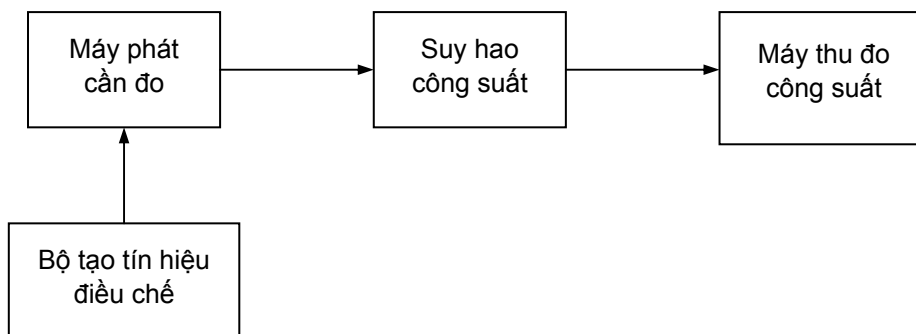 Máy phát
cần đo
Suy hao
công suất
Máy thu đo
công suất
Bộ tạo tín hiệu
điều chế